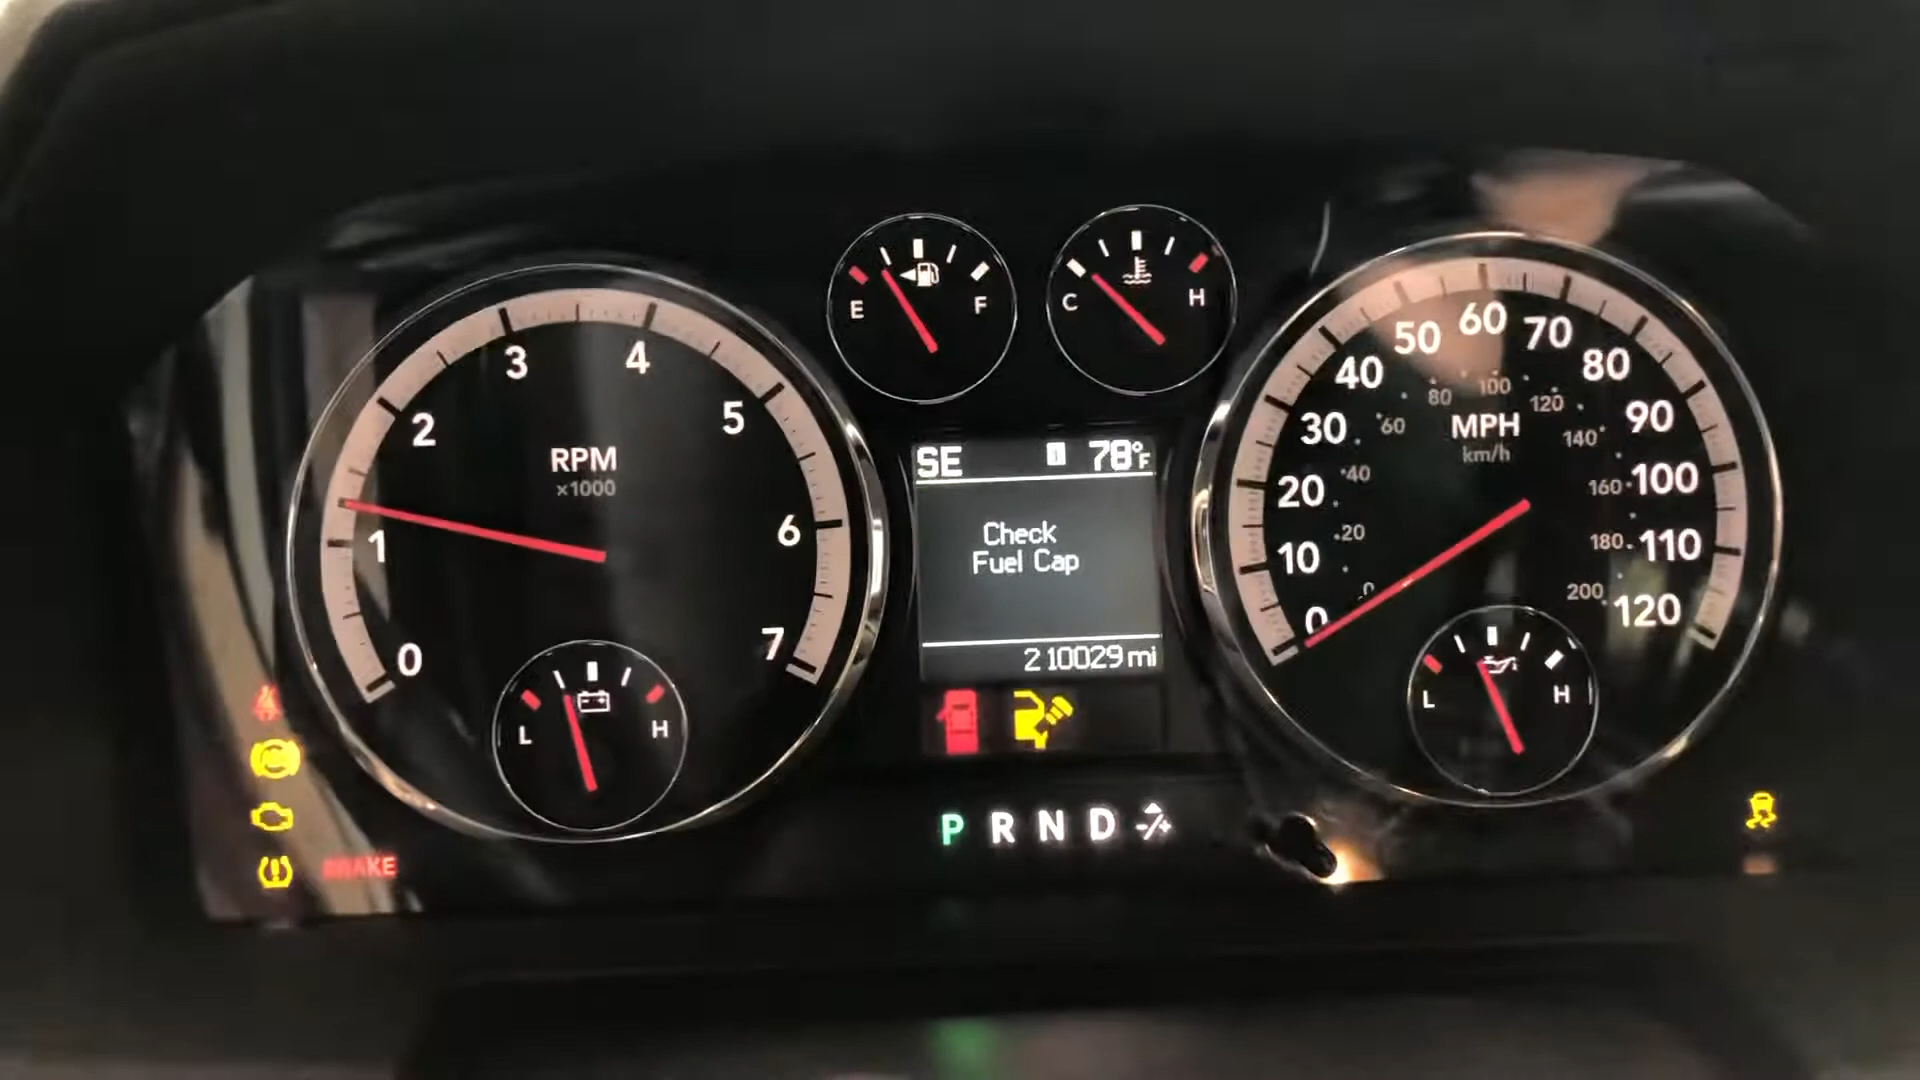 E F
C H
3 4
2 5
RPM
x1000
1 6
0 7
L H
SE 78°F
Check
Fuel Cap
210029 mi
P R N D -/+
BRAKE
50 60 70
40 80
30 90
20 100
10 110
0 120
MPH
km/h
80 100 120
60 140
40 160
20 180
0 200
L H